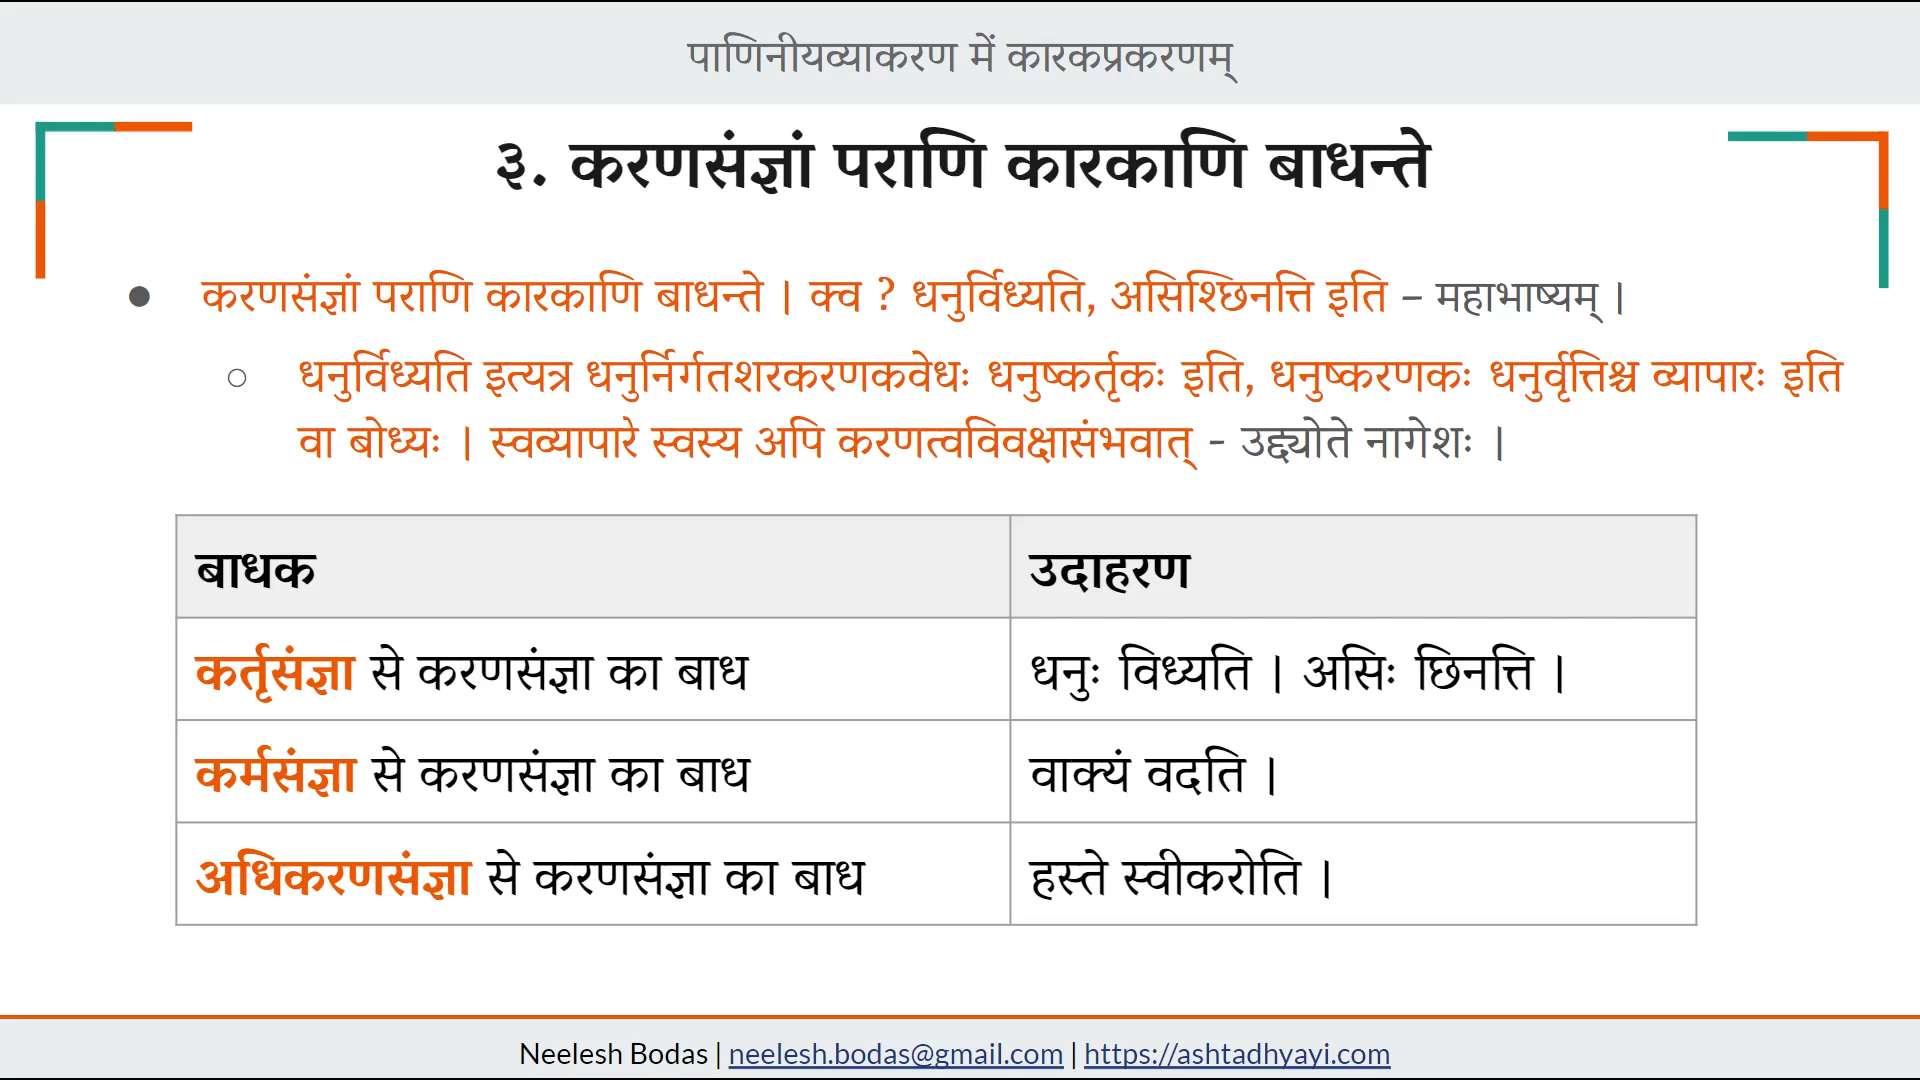 पाणिनीयव्याकरण में कारकप्रकरणम्
३. करणसंज्ञां पराणि कारकाणि बाधन्ते
● करणसंज्ञां पराणि कारकाणि बाधन्ते । क्व ? धनुर्विध्यति, असिश्छिनत्ति इति – महाभाष्यम् ।
○ धनुर्विध्यति इत्यत्र धनुर्निर्गतशरकरणकवेधः धनुष्कर्तृकः इति, धनुष्करणकः धनुर्वृत्तिश्च व्यापारः इति
वा बोध्यः । स्वव्यापारे स्वस्य अपि करणत्वविवक्षासंभवात् - उद्द्योते नागेशः ।
बाधक उदाहरण
कर्तृसंज्ञा से करणसंज्ञा का बाध धनुः विध्यति । असिः छिनत्ति ।
कर्मसंज्ञा से करणसंज्ञा का बाध वाक्यं वदति ।
अधिकरणसंज्ञा से करणसंज्ञा का बाध हस्ते स्वीकरोति ।
Neelesh Bodas | neelesh.bodas@gmail.com | https://ashtadhyayi.com